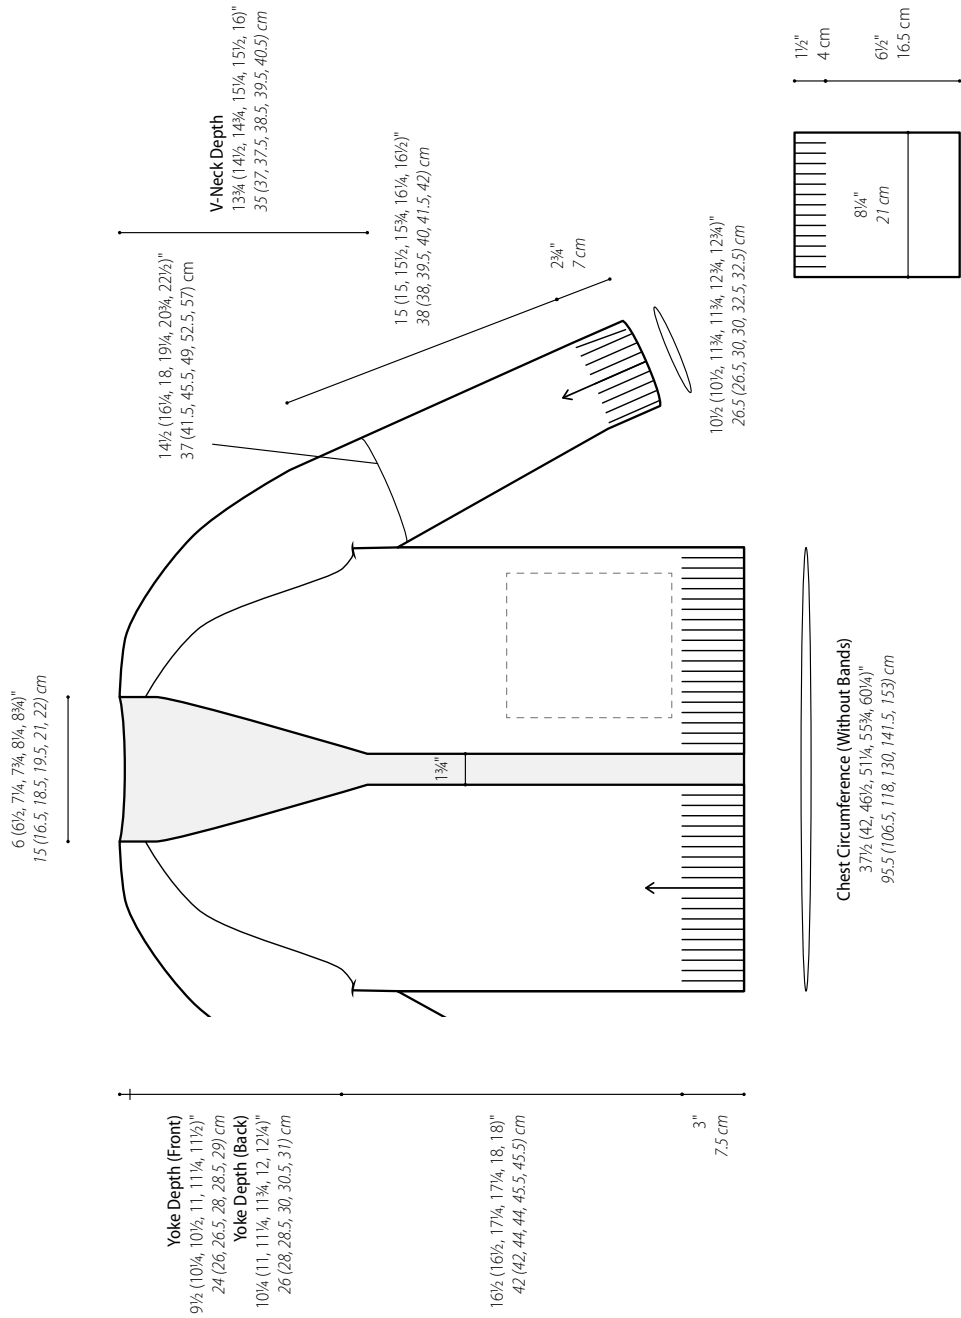 6 (6½, 7¼, 7¾, 8¼, 8¾)"
15 (16.5, 18.5, 19.5, 21, 22) cm
V-Neck Depth
13¾ (14½, 14¾, 15¼, 15½, 16)"
35 (37, 37.5, 38.5, 39.5, 40.5) cm
14½ (16¼, 18, 19¼, 20¾, 22½)"
37 (41.5, 45.5, 49, 52.5, 57) cm
15 (15, 15½, 15¾, 16¼, 16½)"
38 (38, 39.5, 40, 41.5, 42) cm
2¾"
7 cm
10½ (10½, 11¾, 11¾, 12¾, 12¾)"
26.5 (26.5, 30, 30, 32.5, 32.5) cm
1½"
4 cm
6½"
16.5 cm
8¼"
21 cm
1¾"
Chest Circumference (Without Bands)
37½ (42, 46½, 51¼, 55¾, 60¼)"
95.5 (106.5, 118, 130, 141.5, 153) cm
Yoke Depth (Front)
9½ (10¼, 10½, 11, 11¼, 11½)"
24 (26, 26.5, 28, 28.5, 29) cm
Yoke Depth (Back)
10¼ (11, 11¼, 11¾, 12, 12¼)"
26 (28, 28.5, 30, 30.5, 31) cm
16½ (16½, 17¼, 17¼, 18, 18)"
42 (42, 44, 44, 45.5, 45.5) cm
3"
7.5 cm